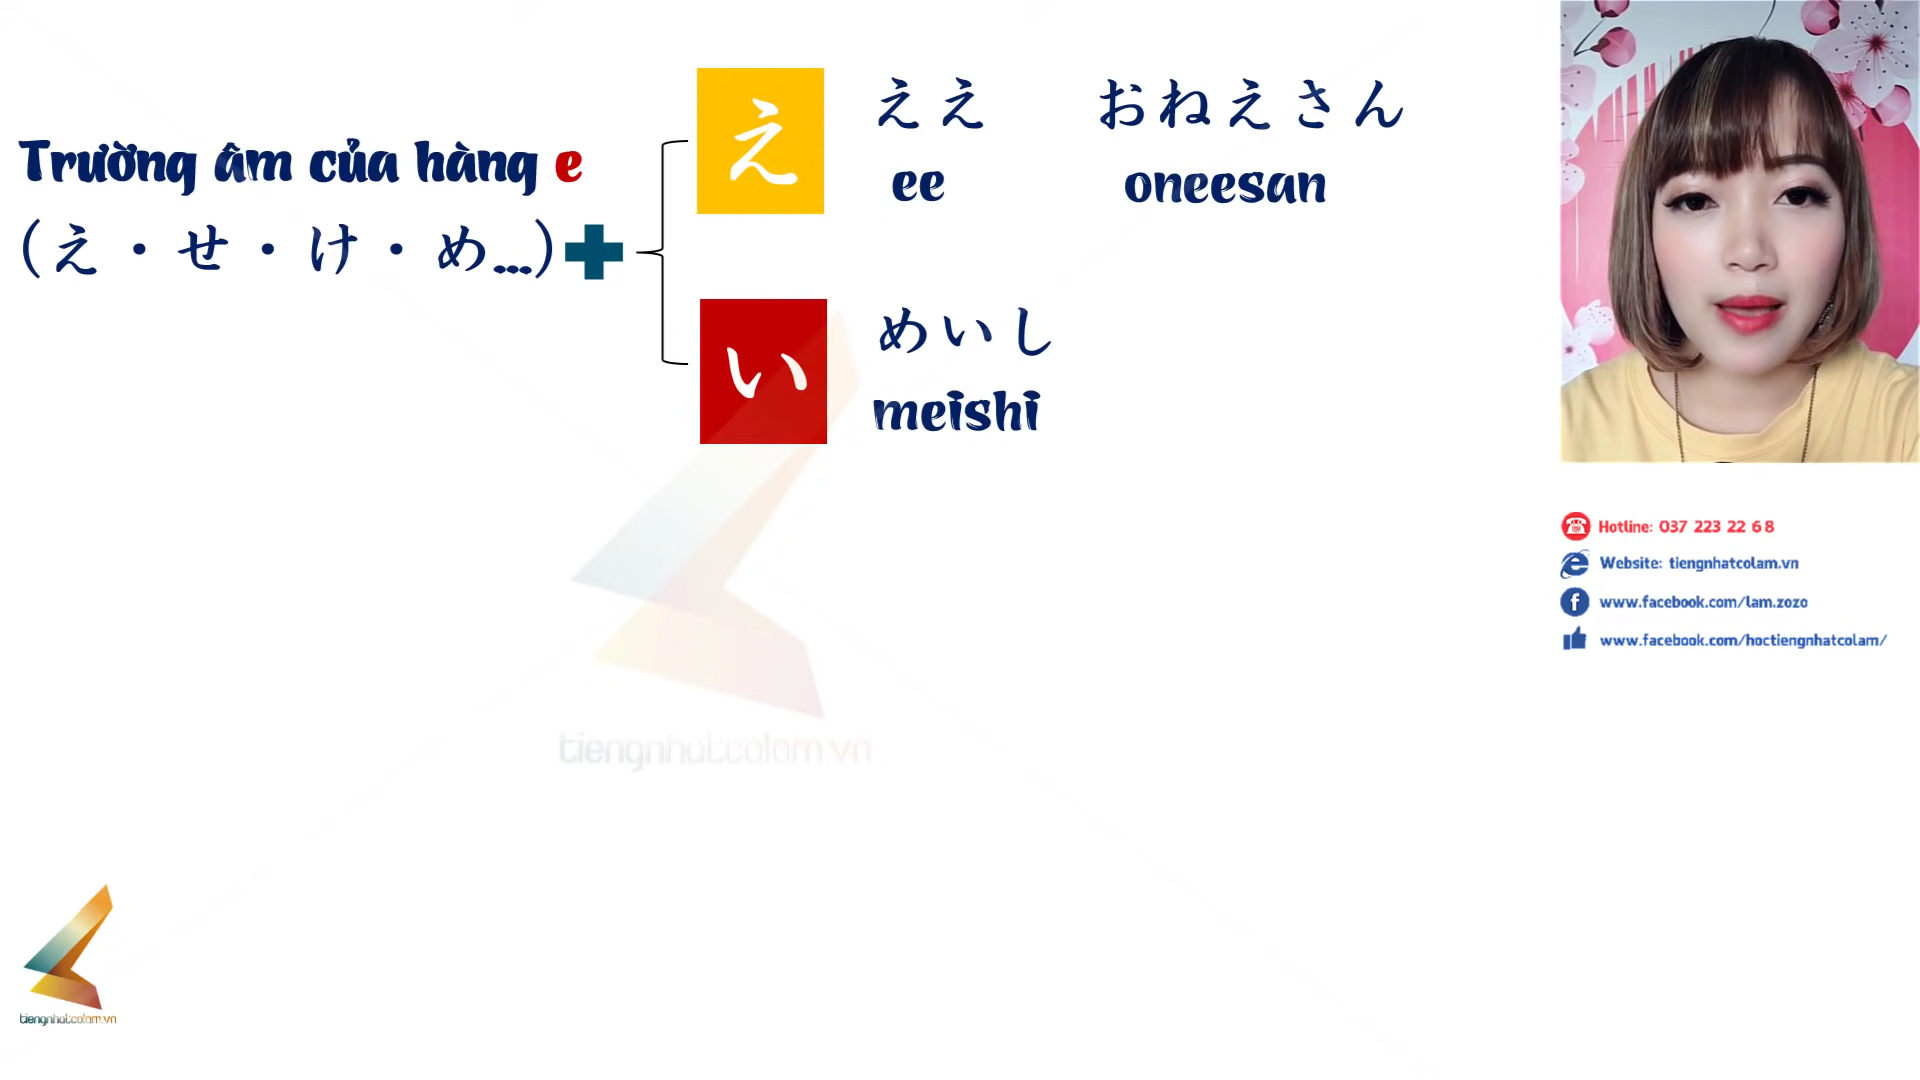 Trường âm của hàng e
(え・せ・け・め...)
え
ええ
ee
おねえさん
oneesan
い
めいし
meishi
Hotline: 037 223 22 68
Website: tiengnhatcolam.vn
www.facebook.com/lam.zozo
www.facebook.com/hoctiengnhatcolam/
tiengnhatcolam.vn
tiengnhatcolam.vn